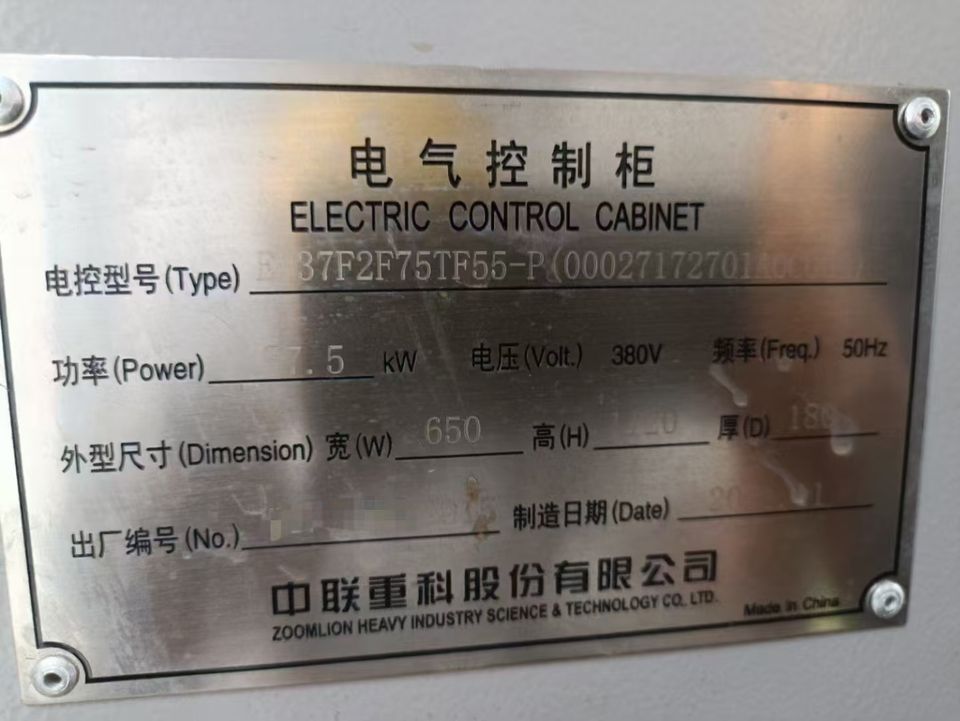 电气控制柜
ELECTRIC CONTROL CABINET
电控型号(Type)
功率(Power) 7.5 kW 电压(Volt.) 380V 频率(Freq.) 50Hz
外型尺寸(Dimension) 宽(W) 650 高(H) 厚(D)
出厂编号(No.) 制造日期(Date)
中联重科股份有限公司
ZOOMLION HEAVY INDUSTRY SCIENCE & TECHNOLOGY CO., LTD.
Made in China